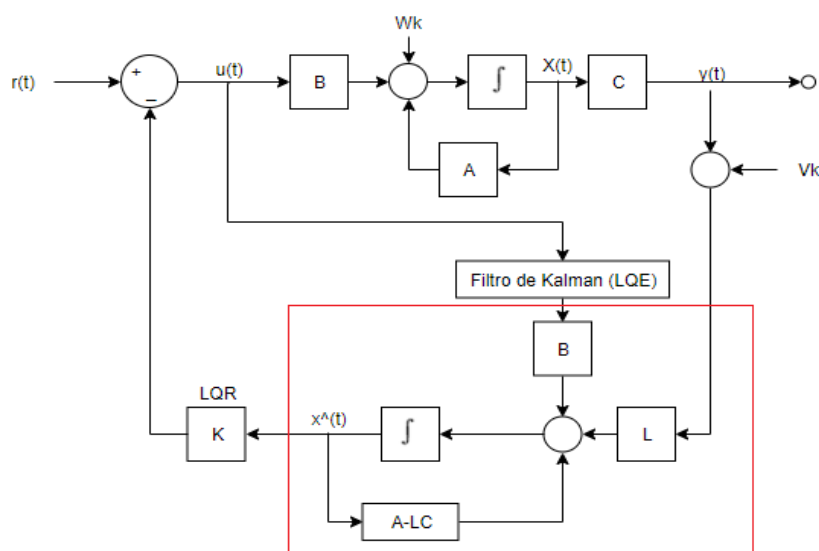 Wk
r(t)
+
−
u(t)
B
∫
X(t)
C
y(t)
A
Vk
Filtro de Kalman (LQE)
B
LQR
K
x^(t)
∫
L
A-LC